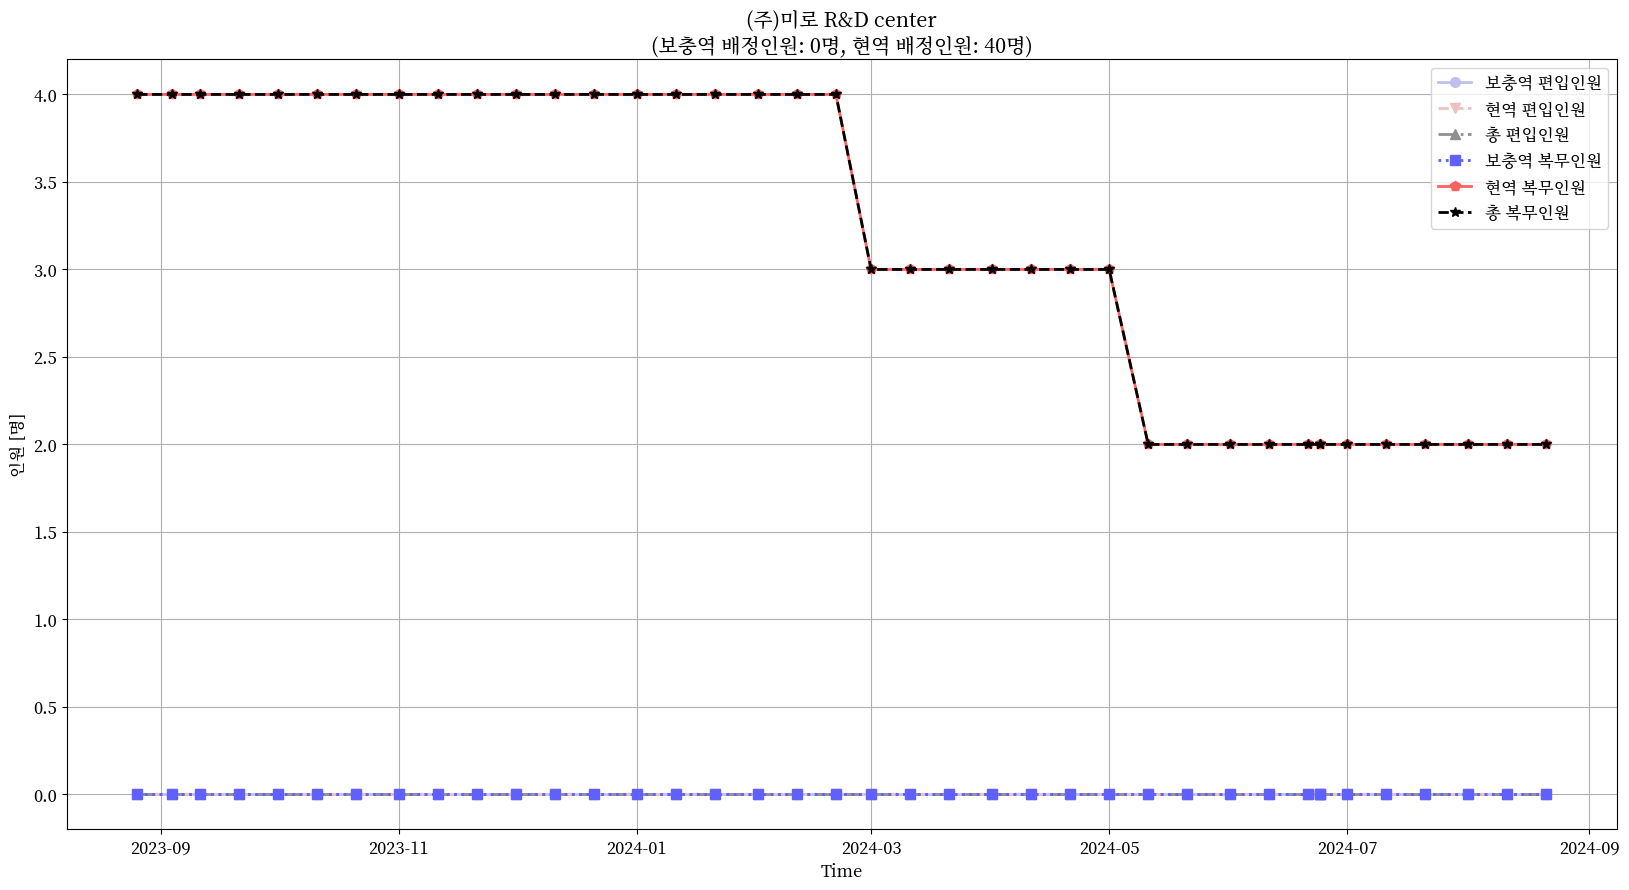 (주)미로 R&D center
(보충역 배정인원: 0명, 현역 배정인원: 40명)
보충역 편입인원
현역 편입인원
총 편입인원
보충역 복무인원
현역 복무인원
총 복무인원
인원 [명]
4.0
3.5
3.0
2.5
2.0
1.5
1.0
0.5
0.0
2023-09
2023-11
2024-01
2024-03
2024-05
2024-07
2024-09
Time